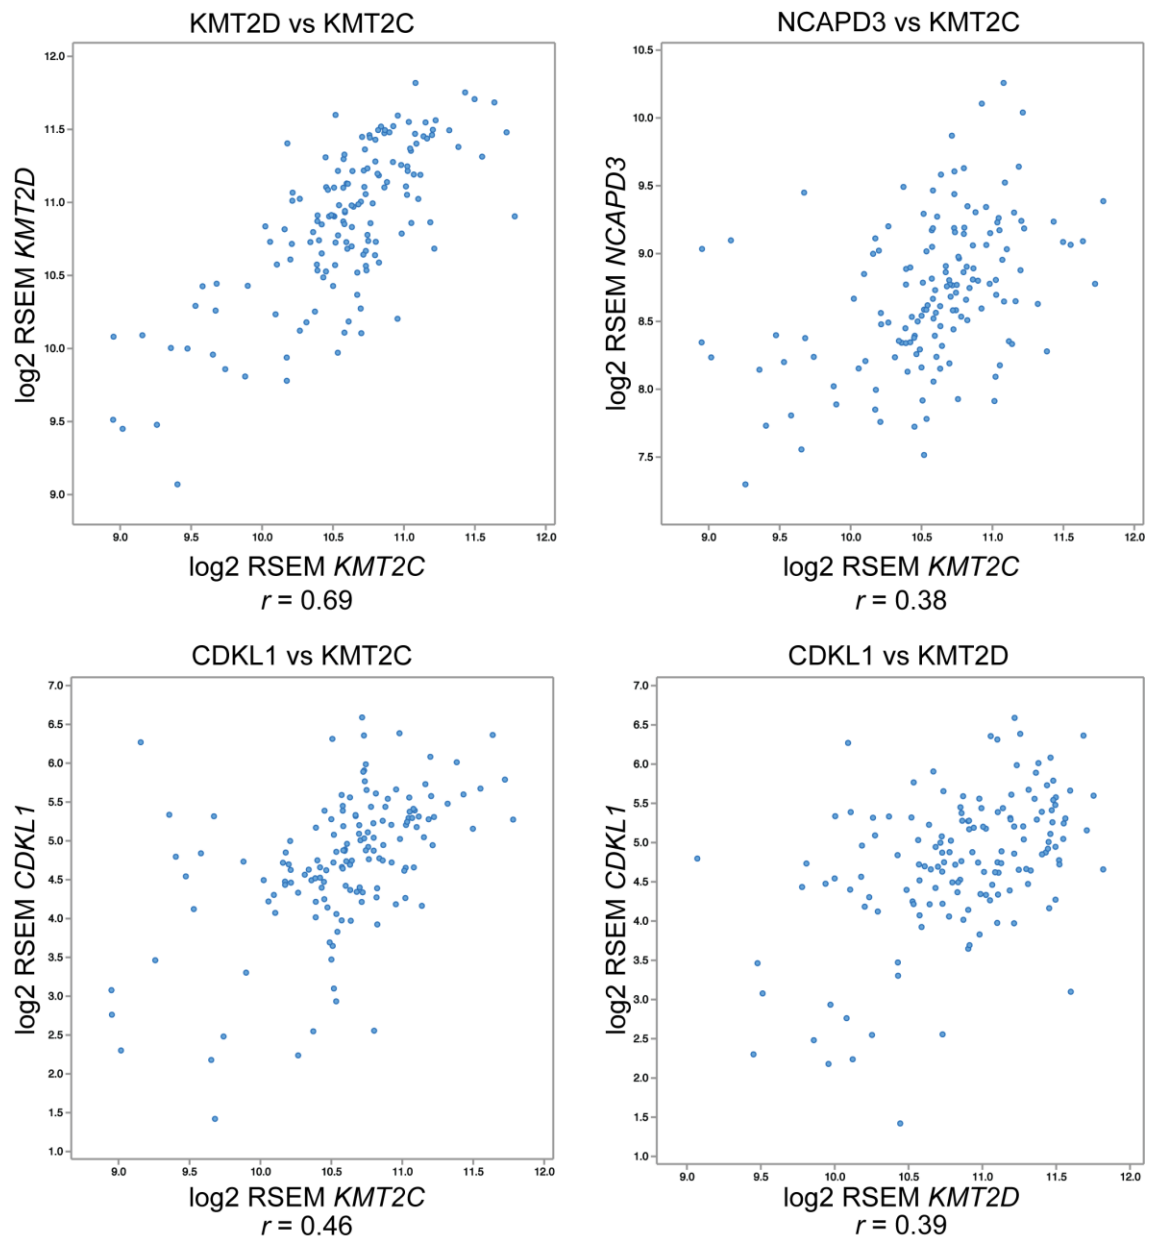 KMT2D vs KMT2C
12.0
11.5
11.0
10.5
10.0
9.5
9.0
log2 RSEM KMT2D
9.0 9.5 10.0 10.5 11.0 11.5 12.0
log2 RSEM KMT2C
r = 0.69
NCAPD3 vs KMT2C
10.5
10.0
9.5
9.0
8.5
8.0
7.5
log2 RSEM NCAPD3
9.0 9.5 10.0 10.5 11.0 11.5 12.0
log2 RSEM KMT2C
r = 0.38
CDKL1 vs KMT2C
7.0
6.5
6.0
5.5
5.0
4.5
4.0
3.5
3.0
2.5
2.0
1.5
1.0
log2 RSEM CDKL1
9.0 9.5 10.0 10.5 11.0 11.5 12.0
log2 RSEM KMT2C
r = 0.46
CDKL1 vs KMT2D
7.0
6.5
6.0
5.5
5.0
4.5
4.0
3.5
3.0
2.5
2.0
1.5
1.0
log2 RSEM CDKL1
9.0 9.5 10.0 10.5 11.0 11.5 12.0
log2 RSEM KMT2D
r = 0.39